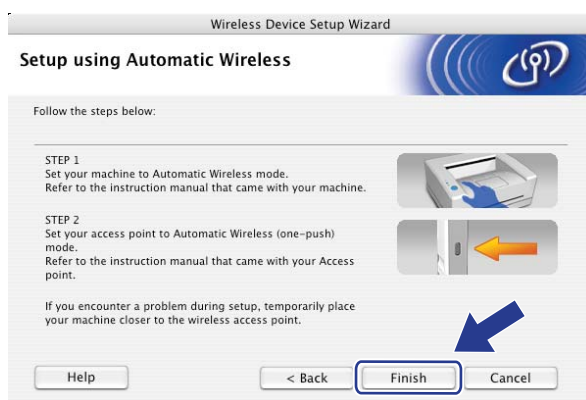 Wireless Device Setup Wizard
Setup using Automatic Wireless
Follow the steps below:
STEP 1
Set your machine to Automatic Wireless mode.
Refer to the instruction manual that came with your machine.
STEP 2
Set your access point to Automatic Wireless (one-push)
mode.
Refer to the instruction manual that came with your Access
point.
If you encounter a problem during setup, temporarily place
your machine closer to the wireless access point.
Help
< Back
Finish
Cancel